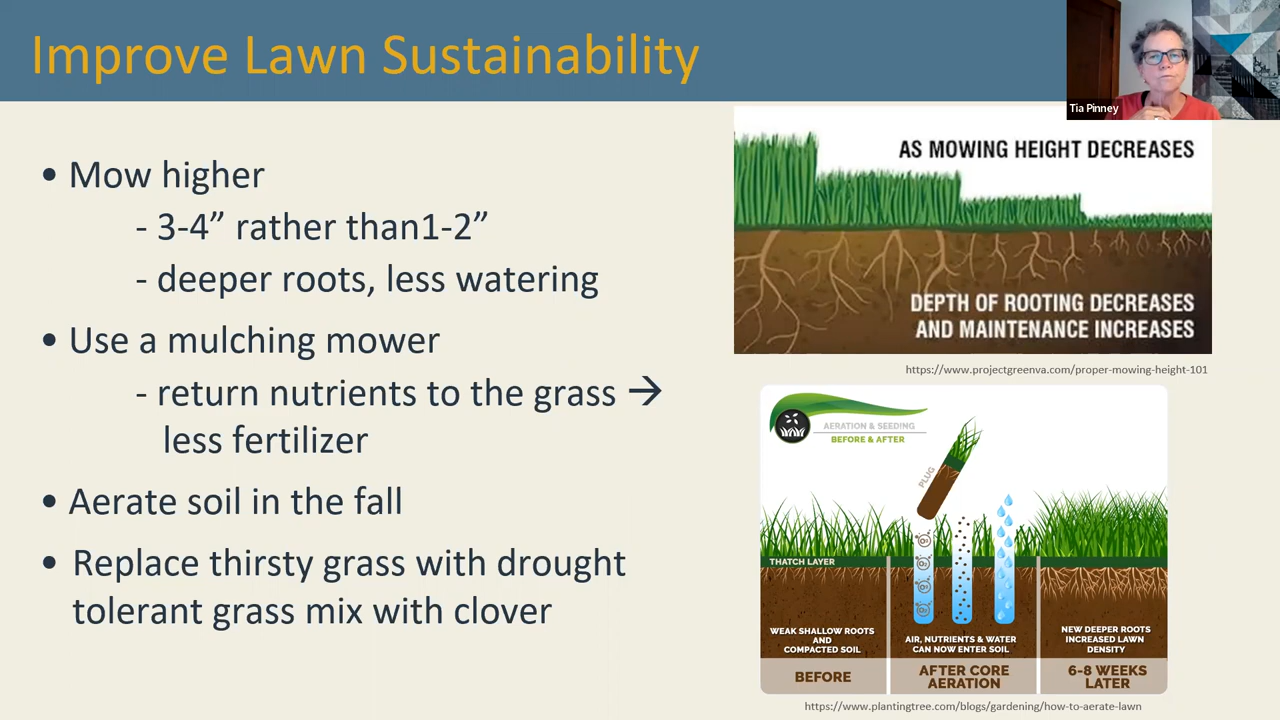 Improve Lawn Sustainability
Tia Pinney
• Mow higher
- 3-4” rather than1-2”
- deeper roots, less watering
• Use a mulching mower
- return nutrients to the grass →
less fertilizer
• Aerate soil in the fall
• Replace thirsty grass with drought
tolerant grass mix with clover
AS MOWING HEIGHT DECREASES
DEPTH OF ROOTING DECREASES
AND MAINTENANCE INCREASES
https://www.projectgreenva.com/proper-mowing-height-101
AERATION & SEEDING
BEFORE & AFTER
PLUG
O₂
O₂
O₂
O₂
THATCH LAYER
WEAK SHALLOW ROOTS
AND
COMPACTED SOIL
BEFORE
AIR, NUTRIENTS & WATER
CAN NOW ENTER SOIL
AFTER CORE
AERATION
NEW DEEPER ROOTS
INCREASED LAWN
DENSITY
6-8 WEEKS
LATER
https://www.plantingtree.com/blogs/gardening/how-to-aerate-lawn